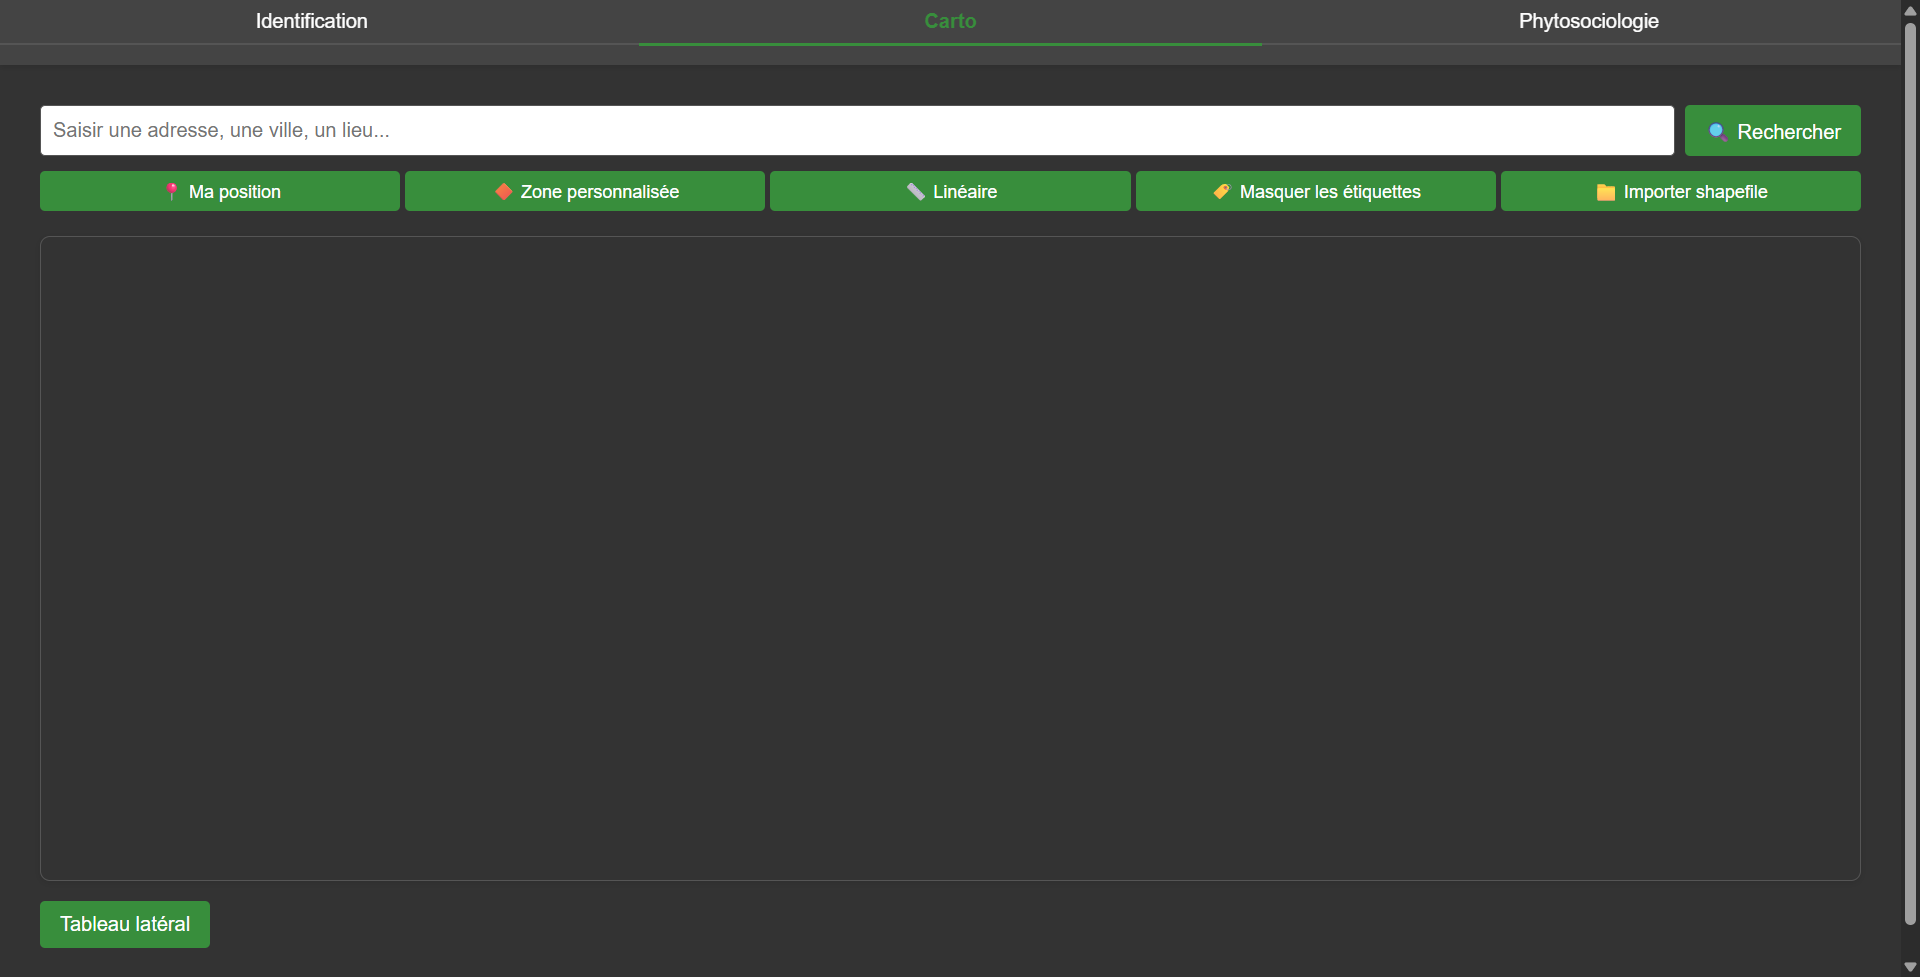 Identification
Carto
Phytosociologie
Saisir une adresse, une ville, un lieu...
Rechercher
Ma position
Zone personnalisée
Linéaire
Masquer les étiquettes
Importer shapefile
Tableau latéral